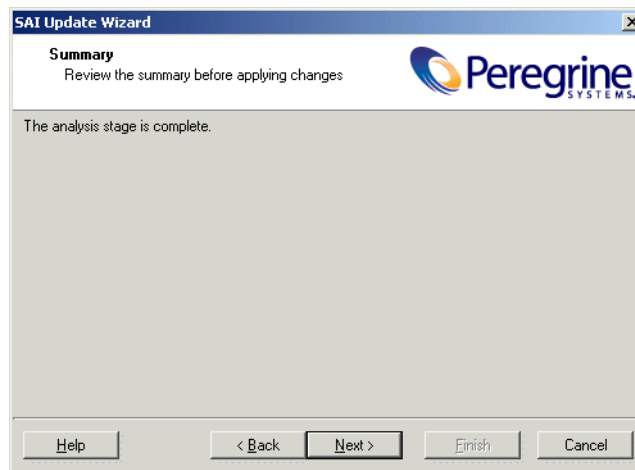 SAI Update Wizard
Summary
Review the summary before applying changes
Peregrine
SYSTEMS
The analysis stage is complete.
Help
< Back
Next >
Finish
Cancel